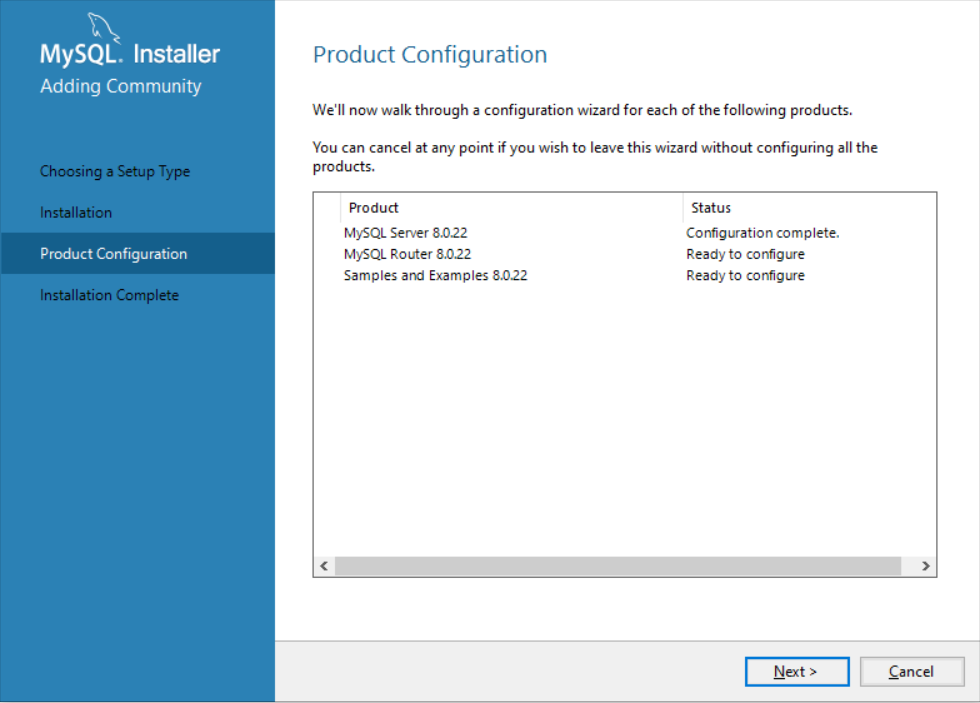 MySQL. Installer
Adding Community
Choosing a Setup Type
Installation
Product Configuration
Installation Complete
Product Configuration
We'll now walk through a configuration wizard for each of the following products.
You can cancel at any point if you wish to leave this wizard without configuring all the
products.
Product Status
MySQL Server 8.0.22 Configuration complete.
MySQL Router 8.0.22 Ready to configure
Samples and Examples 8.0.22 Ready to configure
Next > Cancel